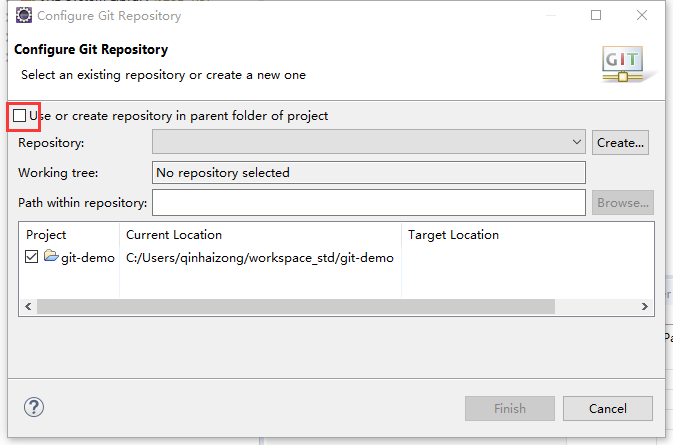 Configure Git Repository
Configure Git Repository
Select an existing repository or create a new one
GIT
Use or create repository in parent folder of project
Repository: Create...
Working tree: No repository selected
Path within repository: Browse...
Project Current Location Target Location
git-demo C:/Users/qinhaizong/workspace_std/git-demo
? Finish Cancel